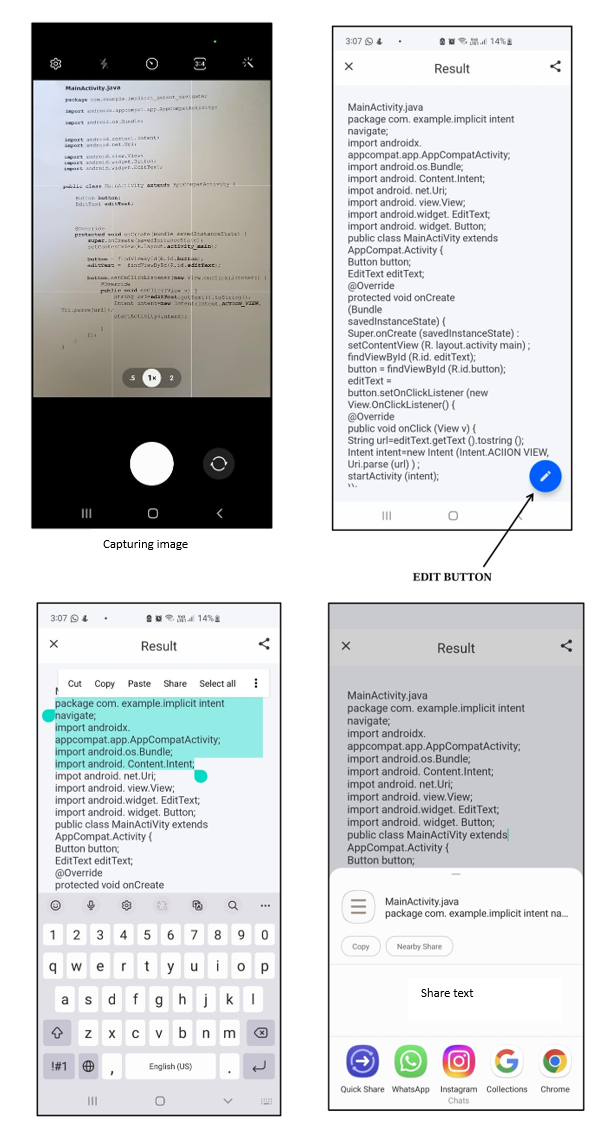 3:4
MainActivity.java
package com.example.implicit_intent_navigate;
import androidx.appcompat.app.AppCompatActivity;
import android.os.Bundle;
import android.content.Intent;
import android.net.Uri;
import android.view.View;
import android.widget.Button;
import android.widget.EditText;
public class MainActivity extends AppCompatActivity {
Button button;
EditText editText;
@Override
protected void onCreate(Bundle savedInstanceState) {
super.onCreate(savedInstanceState);
setContentView(R.layout.activity_main);
button = findViewById(R.id.button);
editText = findViewById(R.id.editText);
button.setOnClickListener(new View.OnClickListener() {
@Override
public void onClick(View v) {
String url=editText.getText().toString();
Intent intent=new Intent(Intent.ACTION_VIEW,
Uri.parse(url));
startActivity(intent);
}
});
}
.5 1× 2
Capturing image
3:07 14%
Result
MainActivity.java
package com. example.implicit intent
navigate;
import androidx.
appcompat.app.AppCompatActivity;
import android.os.Bundle;
import android. Content.Intent;
impot android. net.Uri;
import android. view.View;
import android.widget. EditText;
import android. widget. Button;
public class MainActiVity extends
AppCompat.Activity {
Button button;
EditText editText;
@Override
protected void onCreate
(Bundle
savedInstanceState) {
Super.onCreate (savedInstanceState) :
setContentView (R. layout.activity main) ;
findViewById (R.id. editText);
button = findViewById (R.id.button);
editText =
button.setOnClickListener (new
View.OnClickListener() {
@Override
public void onClick (View v) {
String url=editText.getText ().tostring ();
Intent intent=new Intent (Intent.ACIION VIEW,
Uri.parse (url) ) ;
startActivity (intent);
EDIT BUTTON
3:07 14%
Result
Cut Copy Paste Share Select all
package com. example.implicit intent
navigate;
import androidx.
appcompat.app.AppCompatActivity;
import android.os.Bundle;
import android. Content.Intent;
impot android. net.Uri;
import android. view.View;
import android.widget. EditText;
import android. widget. Button;
public class MainActiVity extends
AppCompat.Activity {
Button button;
EditText editText;
@Override
protected void onCreate
1 2 3 4 5 6 7 8 9 0
q w e r t y u i o p
a s d f g h j k l
z x c v b n m
!#1 , English (US) .
Result
MainActivity.java
package com. example.implicit intent
navigate;
import androidx.
appcompat.app.AppCompatActivity;
import android.os.Bundle;
import android. Content.Intent;
impot android. net.Uri;
import android. view.View;
import android.widget. EditText;
import android. widget. Button;
public class MainActiVity extends
AppCompat.Activity {
Button button;
MainActivity.java
package com. example.implicit intent na...
Copy Nearby Share
Share text
Quick Share WhatsApp Instagram Collections Chrome
Chats